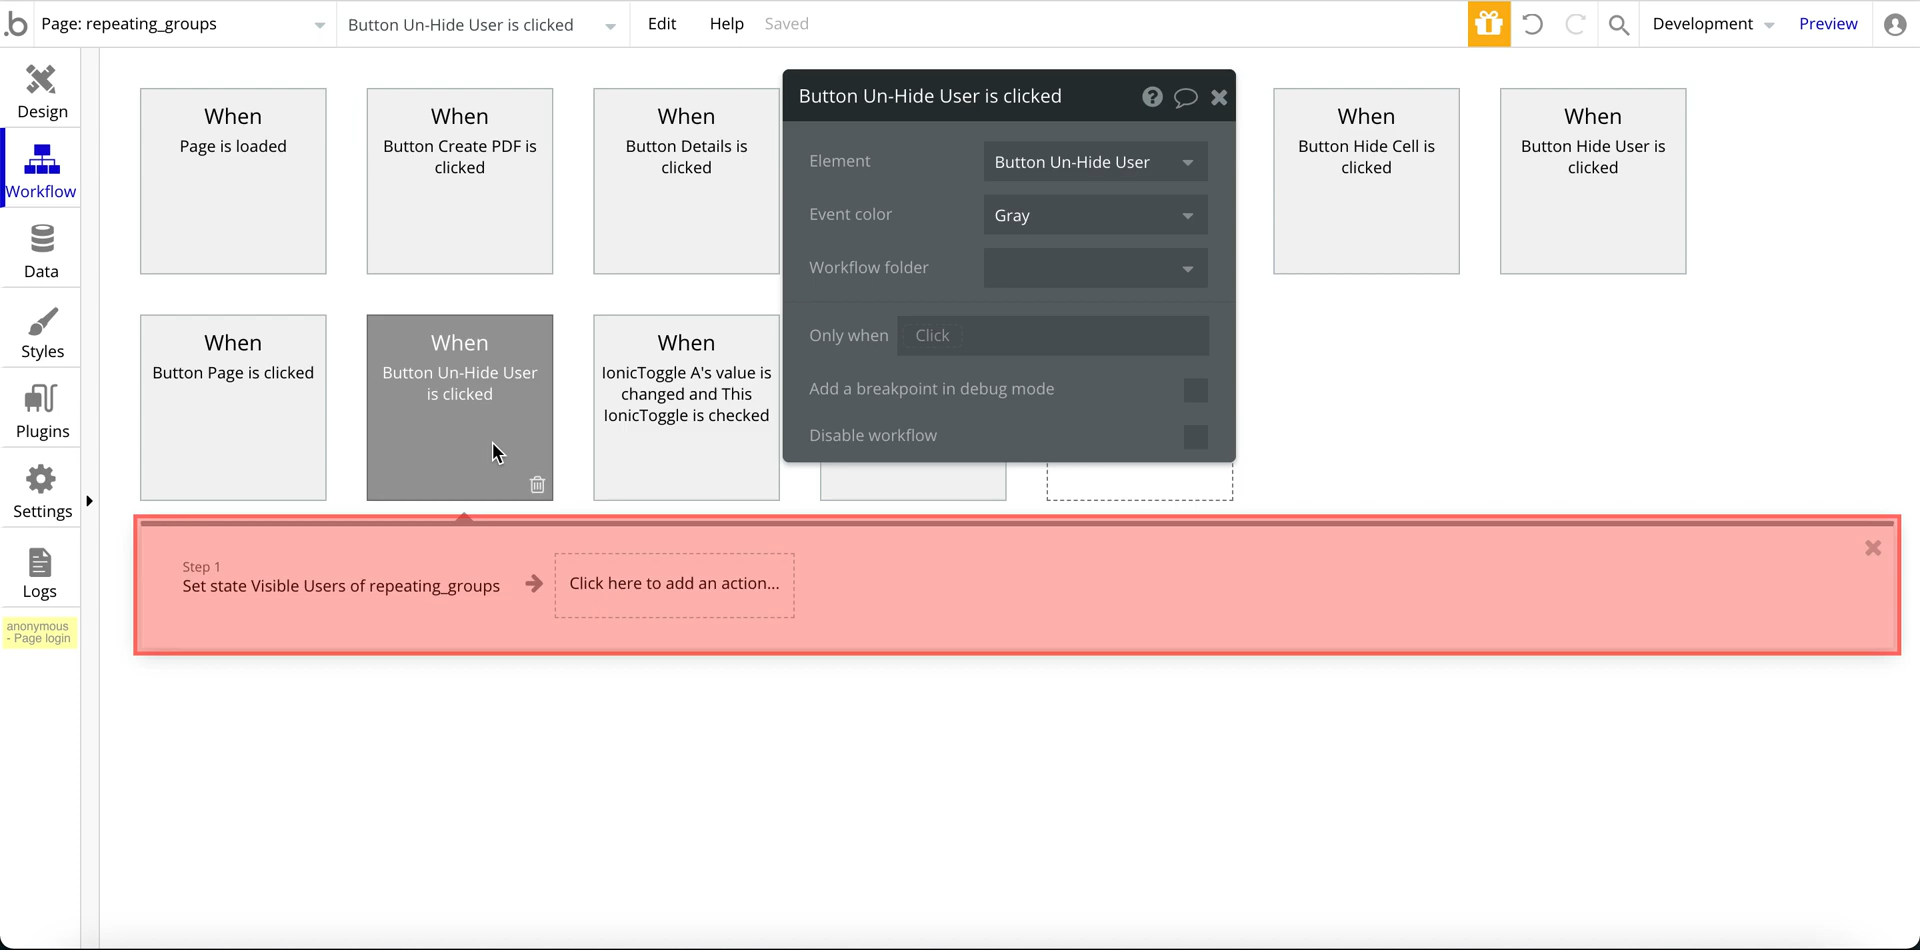 .b
Page: repeating_groups
Button Un-Hide User is clicked
Edit
Help
Saved
Development
Preview
Design
Workflow
Data
Styles
Plugins
Settings
Logs
anonymous
- Page login
When
Page is loaded
When
Button Create PDF is
clicked
When
Button Details is
clicked
Button Un-Hide User is clicked
?
Element
Button Un-Hide User
Event color
Gray
Workflow folder
Only when
Click
Add a breakpoint in debug mode
Disable workflow
When
Button Hide Cell is
clicked
When
Button Hide User is
clicked
When
Button Page is clicked
When
Button Un-Hide User
is clicked
When
IonicToggle A's value is
changed and This
IonicToggle is checked
Step 1
Set state Visible Users of repeating_groups
Click here to add an action...